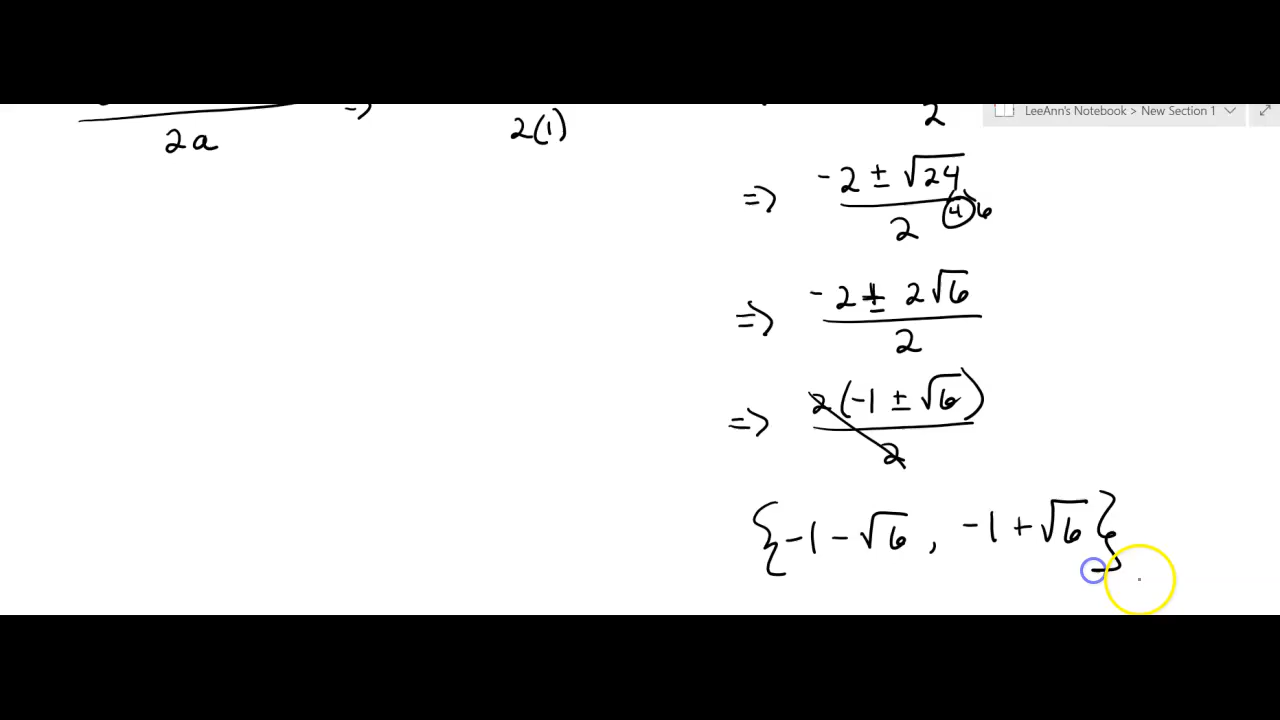 LeeAnn's Notebook > New Section 1
2a => 2(1) 2
=> -2 ± √24
2 4 6
=> -2 ± 2√6
2
=> 2(-1 ± √6)
2
{-1 - √6, -1 + √6}